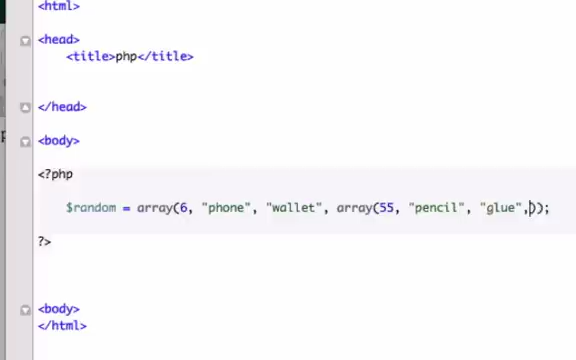 <html>
<head>
<title>php</title>
</head>
<body>
<?php
$random = array(6, "phone", "wallet", array(55, "pencil", "glue",));
?>
<body>
</html>